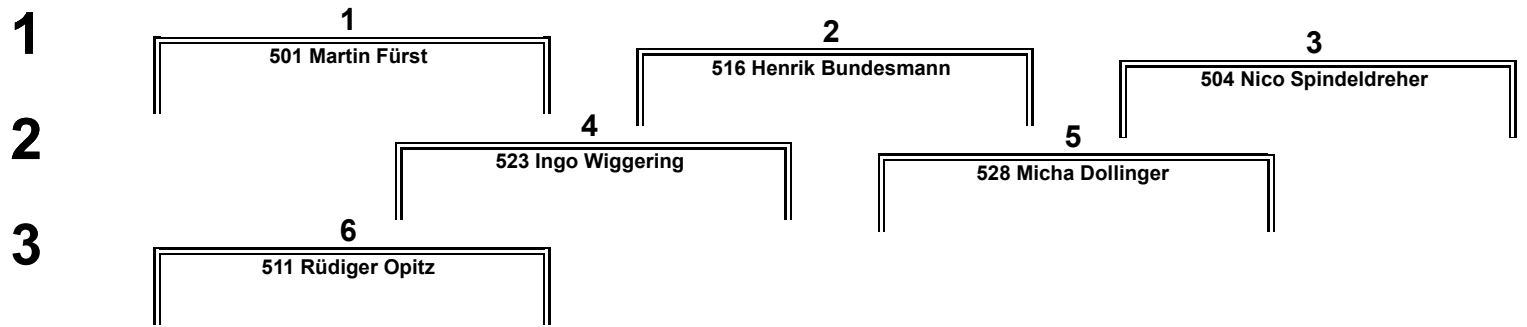 1
1
501 Martin Fürst
2
516 Henrik Bundesmann
3
504 Nico Spindeldreher
2
4
523 Ingo Wiggering
5
528 Micha Dollinger
3
6
511 Rüdiger Opitz